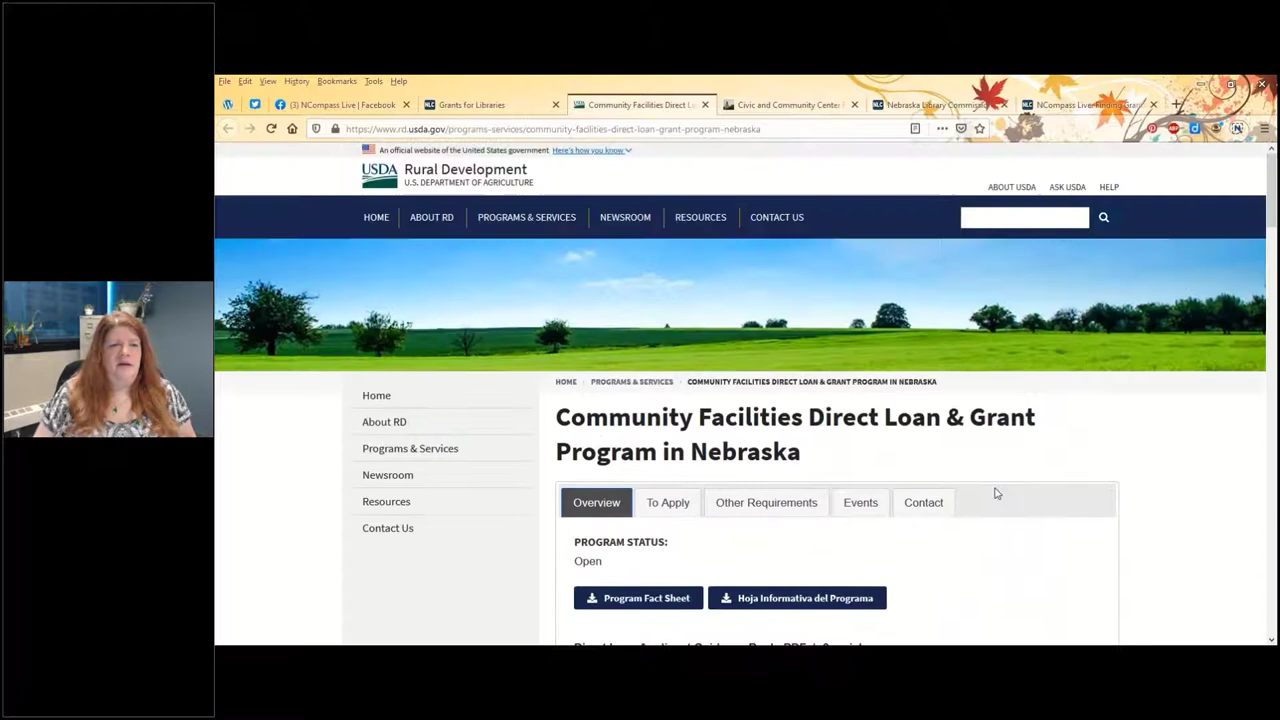 File Edit View History Bookmarks Tools Help
(3) NCompass Live | Facebook
Grants for Libraries
Community Facilities Direct L
Civic and Community Center
Nebraska Library Commissi
NCompass Live: Finding Gran
https://www.rd.usda.gov/programs-services/community-facilities-direct-loan-grant-program-nebraska
An official website of the United States government Here's how you know
USDA Rural Development
U.S. DEPARTMENT OF AGRICULTURE
ABOUT USDA ASK USDA HELP
HOME ABOUT RD PROGRAMS & SERVICES NEWSROOM RESOURCES CONTACT US
HOME PROGRAMS & SERVICES COMMUNITY FACILITIES DIRECT LOAN & GRANT PROGRAM IN NEBRASKA
Home
About RD
Programs & Services
Newsroom
Resources
Contact Us
Community Facilities Direct Loan & Grant
Program in Nebraska
Overview To Apply Other Requirements Events Contact
PROGRAM STATUS:
Open
Program Fact Sheet Hoja Informativa del Programa